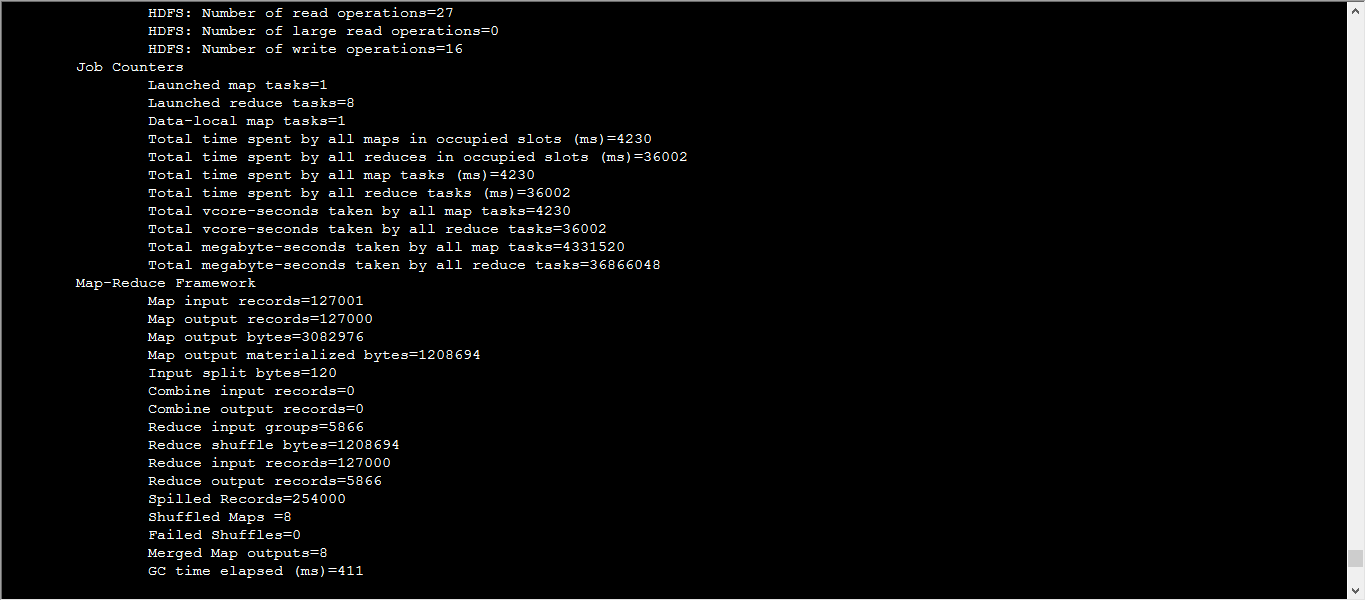 HDFS: Number of read operations=27
HDFS: Number of large read operations=0
HDFS: Number of write operations=16
Job Counters
Launched map tasks=1
Launched reduce tasks=8
Data-local map tasks=1
Total time spent by all maps in occupied slots (ms)=4230
Total time spent by all reduces in occupied slots (ms)=36002
Total time spent by all map tasks (ms)=4230
Total time spent by all reduce tasks (ms)=36002
Total vcore-seconds taken by all map tasks=4230
Total vcore-seconds taken by all reduce tasks=36002
Total megabyte-seconds taken by all map tasks=4331520
Total megabyte-seconds taken by all reduce tasks=36866048
Map-Reduce Framework
Map input records=127001
Map output records=127000
Map output bytes=3082976
Map output materialized bytes=1208694
Input split bytes=120
Combine input records=0
Combine output records=0
Reduce input groups=5866
Reduce shuffle bytes=1208694
Reduce input records=127000
Reduce output records=5866
Spilled Records=254000
Shuffled Maps =8
Failed Shuffles=0
Merged Map outputs=8
GC time elapsed (ms)=411